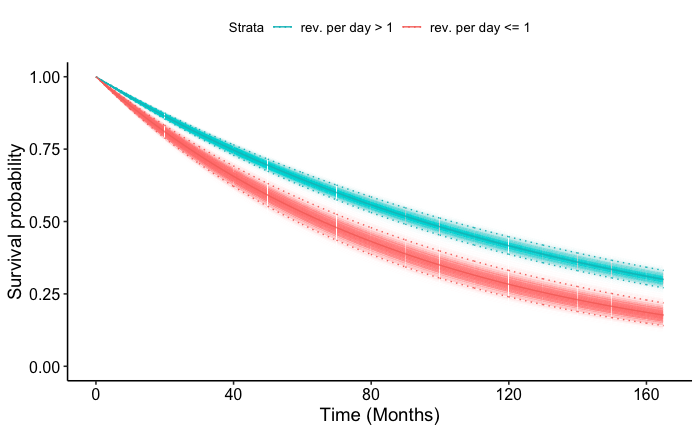 Strata rev. per day > 1 rev. per day <= 1
1.00
0.75
0.50
0.25
0.00
Survival probability
0 40 80 120 160
Time (Months)